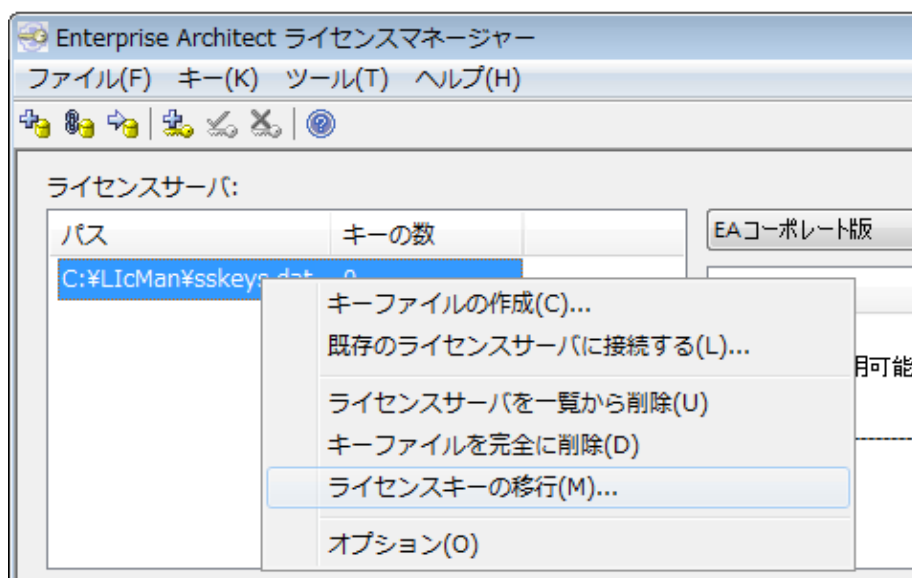 Enterprise Architect ライセンスマネージャー
ファイル(F) キー(K) ツール(T) ヘルプ(H)
ライセンスサーバ:
パス キーの数
EAコーポレート版
C:¥LIcMan¥sskeys.dat 0
キーファイルの作成(C)...
既存のライセンスサーバに接続する(L)...
用可能
ライセンスサーバを一覧から削除(U)
キーファイルを完全に削除(D)
ライセンスキーの移行(M)...
オプション(O)